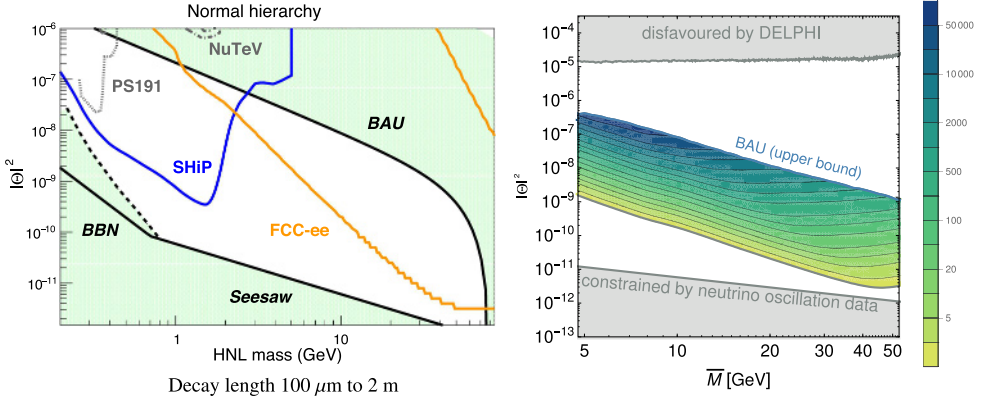 Normal hierarchy
|Θ|²
10⁻⁶
10⁻⁷
10⁻⁸
10⁻⁹
10⁻¹⁰
10⁻¹¹
NuTeV
PS191
BAU
SHiP
FCC-ee
BBN
Seesaw
1
10
HNL mass (GeV)
Decay length 100 μm to 2 m
|Θ|²
10⁻⁴
10⁻⁵
10⁻⁶
10⁻⁷
10⁻⁸
10⁻⁹
10⁻¹⁰
10⁻¹¹
10⁻¹²
10⁻¹³
disfavoured by DELPHI
BAU (upper bound)
constrained by neutrino oscillation data
5
10
20
30
40
50
M̅ [GeV]
50 000
10 000
2000
500
100
20
5